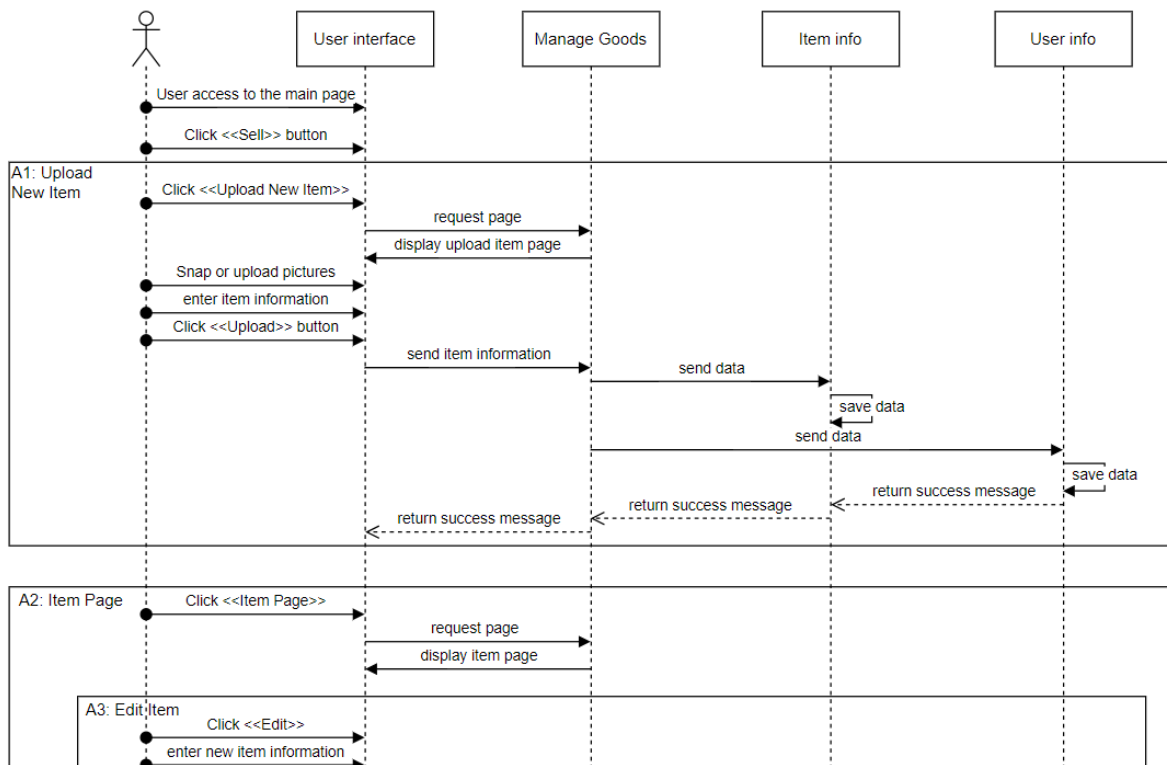 User interface
Manage Goods
Item info
User info
User access to the main page
Click <<Sell>> button
A1: Upload
New Item
Click <<Upload New Item>>
request page
display upload item page
Snap or upload pictures
enter item information
Click <<Upload>> button
send item information
send data
save data
send data
save data
return success message
return success message
return success message
A2: Item Page
Click <<Item Page>>
request page
display item page
A3: Edit Item
Click <<Edit>>
enter new item information